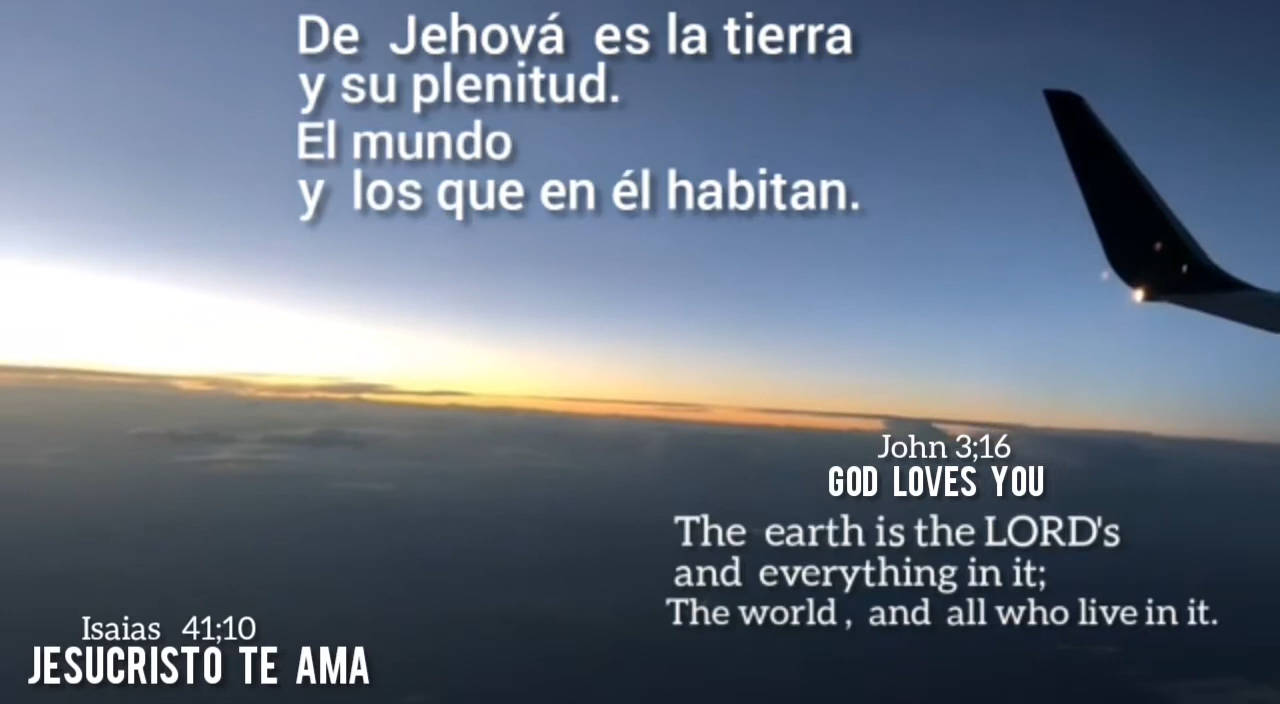 De Jehová es la tierra
y su plenitud.
El mundo
y los que en él habitan.
John 3;16
GOD LOVES YOU
The earth is the LORD's
and everything in it;
The world, and all who live in it.
Isaias 41;10
JESUCRISTO TE AMA